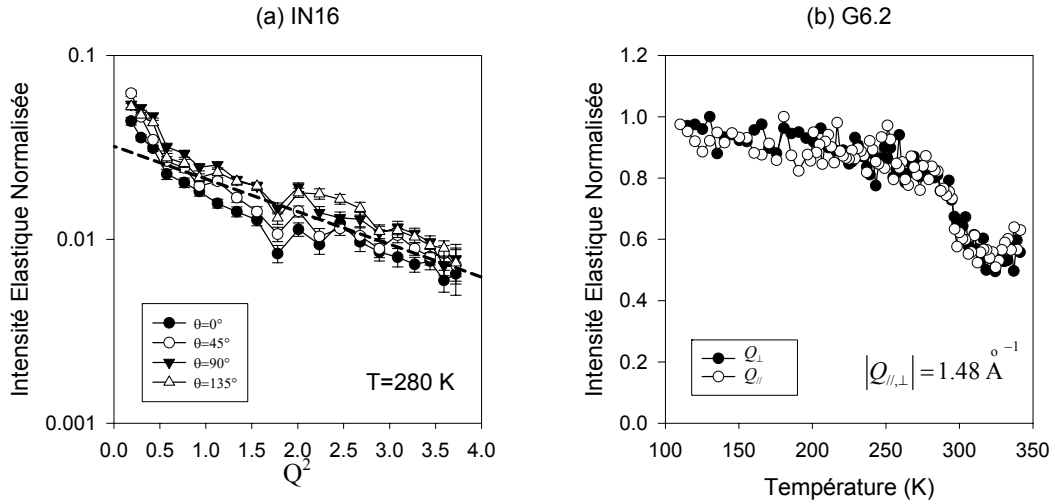 (a) IN16
Intensité Elastique Normalisée
0.1
0.01
0.001
0.0 0.5 1.0 1.5 2.0 2.5 3.0 3.5 4.0
Q²
θ=0°
θ=45°
θ=90°
θ=135°
T=280 K
(b) G6.2
Intensité Elastique Normalisée
1.2
1.0
0.8
0.6
0.4
0.2
0.0
100 150 200 250 300 350
Température (K)
Q⊥
Q//
|Q//,⊥| = 1.48 Å⁻¹